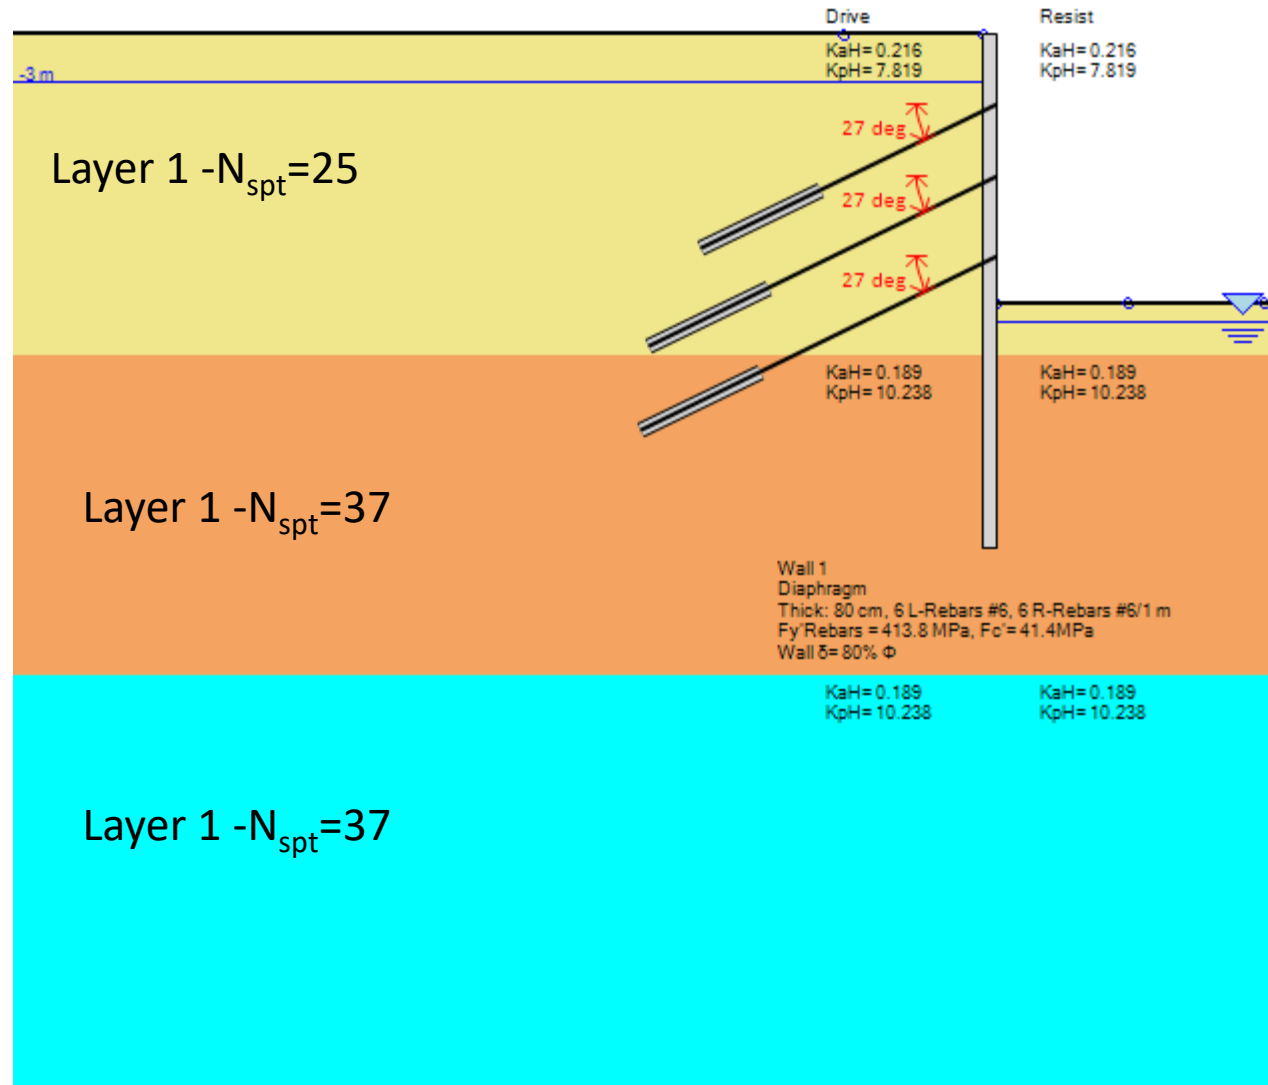 Drive
Resist
KaH= 0.216
KpH= 7.819
KaH= 0.216
KpH= 7.819
-3 m
27 deg
Layer 1 -Nspt=25
27 deg
27 deg
KaH= 0.189
KpH= 10.238
KaH= 0.189
KpH= 10.238
Layer 1 -Nspt=37
Wall 1
Diaphragm
Thick: 80 cm, 6 L-Rebars #6, 6 R-Rebars #6/1 m
Fy'Rebars = 413.8 MPa, Fc'= 41.4MPa
Wall δ= 80% Φ
KaH= 0.189
KpH= 10.238
KaH= 0.189
KpH= 10.238
Layer 1 -Nspt=37